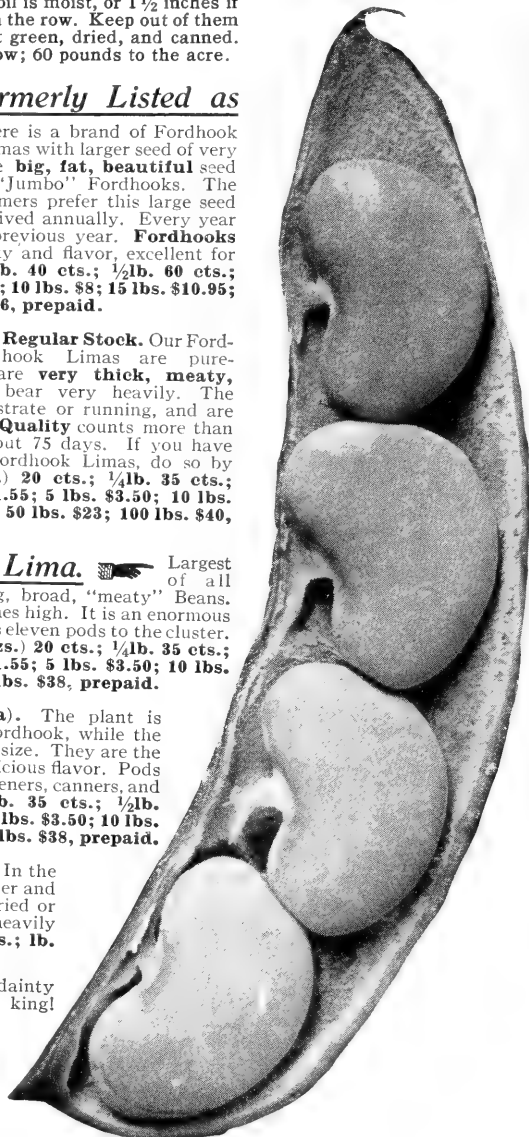 oil is moist, or 1½ inches if
the row. Keep out of them
green, dried, and canned.
ow; 60 pounds to the acre.
rmerly Listed as
ere is a brand of Fordhook
mas with larger seed of very
e big, fat, beautiful seed
"Jumbo" Fordhooks. The
mers prefer this large seed
ived annually. Every year
previous year. Fordhooks
y and flavor, excellent for
b. 40 cts.; ½lb. 60 cts.;
; 10 lbs. $8; 15 lbs. $10.95;
6, prepaid.
Regular Stock. Our Ford-
hook Limas are pure-
are very thick, meaty,
bear very heavily. The
strate or running, and are
Quality counts more than
out 75 days. If you have
ordhook Limas, do so by
.) 20 cts.; ¼lb. 35 cts.;
.55; 5 lbs. $3.50; 10 lbs.
50 lbs. $23; 100 lbs. $40,
Lima. Largest
of all
g, broad, "meaty" Beans.
nes high. It is an enormous
s eleven pods to the cluster.
zs.) 20 cts.; ¼lb. 35 cts.;
.55; 5 lbs. $3.50; 10 lbs.
lbs. $38, prepaid.
a). The plant is
ordhook, while the
size. They are the
icious flavor. Pods
eners, canners, and
b. 35 cts.; ½lb.
lbs. $3.50; 10 lbs.
lbs. $38, prepaid.
In the
er and
ried or
heavily
s.; lb.
dainty
king!